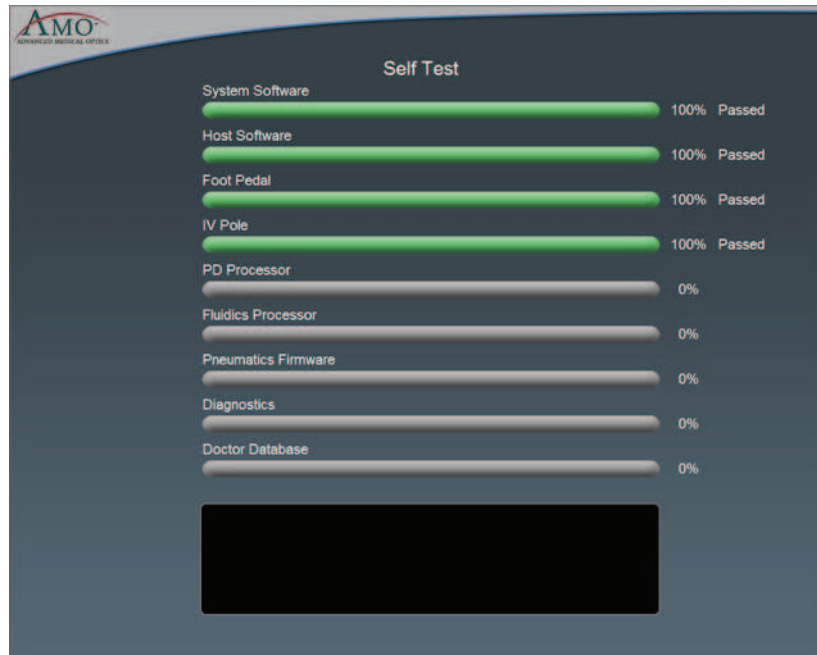 AMO
ADVANCED MEDICAL OPTICS
Self Test
System Software
100% Passed
Host Software
100% Passed
Foot Pedal
100% Passed
IV Pole
100% Passed
PD Processor
0%
Fluidics Processor
0%
Pneumatics Firmware
0%
Diagnostics
0%
Doctor Database
0%